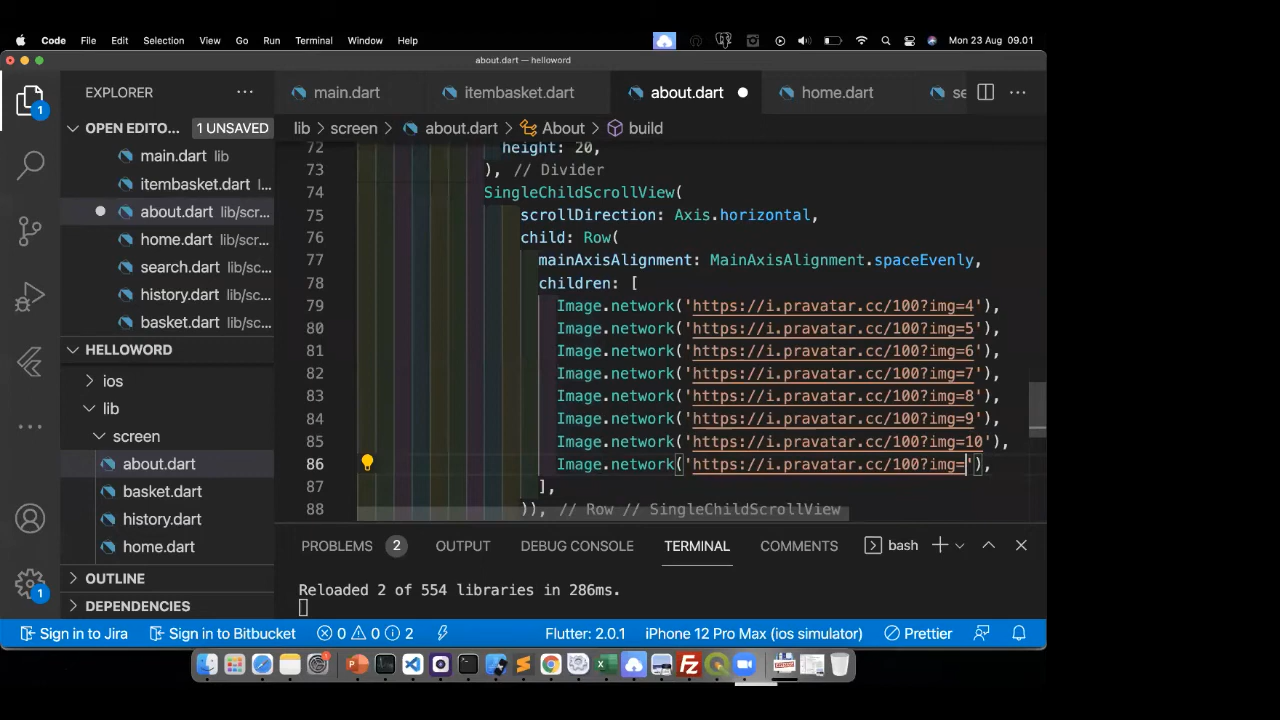 Code File Edit Selection View Go Run Terminal Window Help Mon 23 Aug 09.01
about.dart — helloword
EXPLORER
main.dart itembasket.dart about.dart home.dart se
OPEN EDITO... 1 UNSAVED
main.dart lib
itembasket.dart l...
about.dart lib/scr...
home.dart lib/sc...
search.dart lib/sc...
history.dart lib/sc...
basket.dart lib/sc...
HELLOWORD
ios
lib
screen
about.dart
basket.dart
history.dart
home.dart
OUTLINE
DEPENDENCIES
lib > screen > about.dart > About > build
72 height: 20,
73 ), // Divider
74 SingleChildScrollView(
75 scrollDirection: Axis.horizontal,
76 child: Row(
77 mainAxisAlignment: MainAxisAlignment.spaceEvenly,
78 children: [
79 Image.network('https://i.pravatar.cc/100?img=4'),
80 Image.network('https://i.pravatar.cc/100?img=5'),
81 Image.network('https://i.pravatar.cc/100?img=6'),
82 Image.network('https://i.pravatar.cc/100?img=7'),
83 Image.network('https://i.pravatar.cc/100?img=8'),
84 Image.network('https://i.pravatar.cc/100?img=9'),
85 Image.network('https://i.pravatar.cc/100?img=10'),
86 Image.network('https://i.pravatar.cc/100?img='),
87 ],
88 )), // Row // SingleChildScrollView
PROBLEMS 2 OUTPUT DEBUG CONSOLE TERMINAL COMMENTS bash
Reloaded 2 of 554 libraries in 286ms.
1
1
Sign in to Jira Sign in to Bitbucket 0 0 2 Flutter: 2.0.1 iPhone 12 Pro Max (ios simulator) Prettier